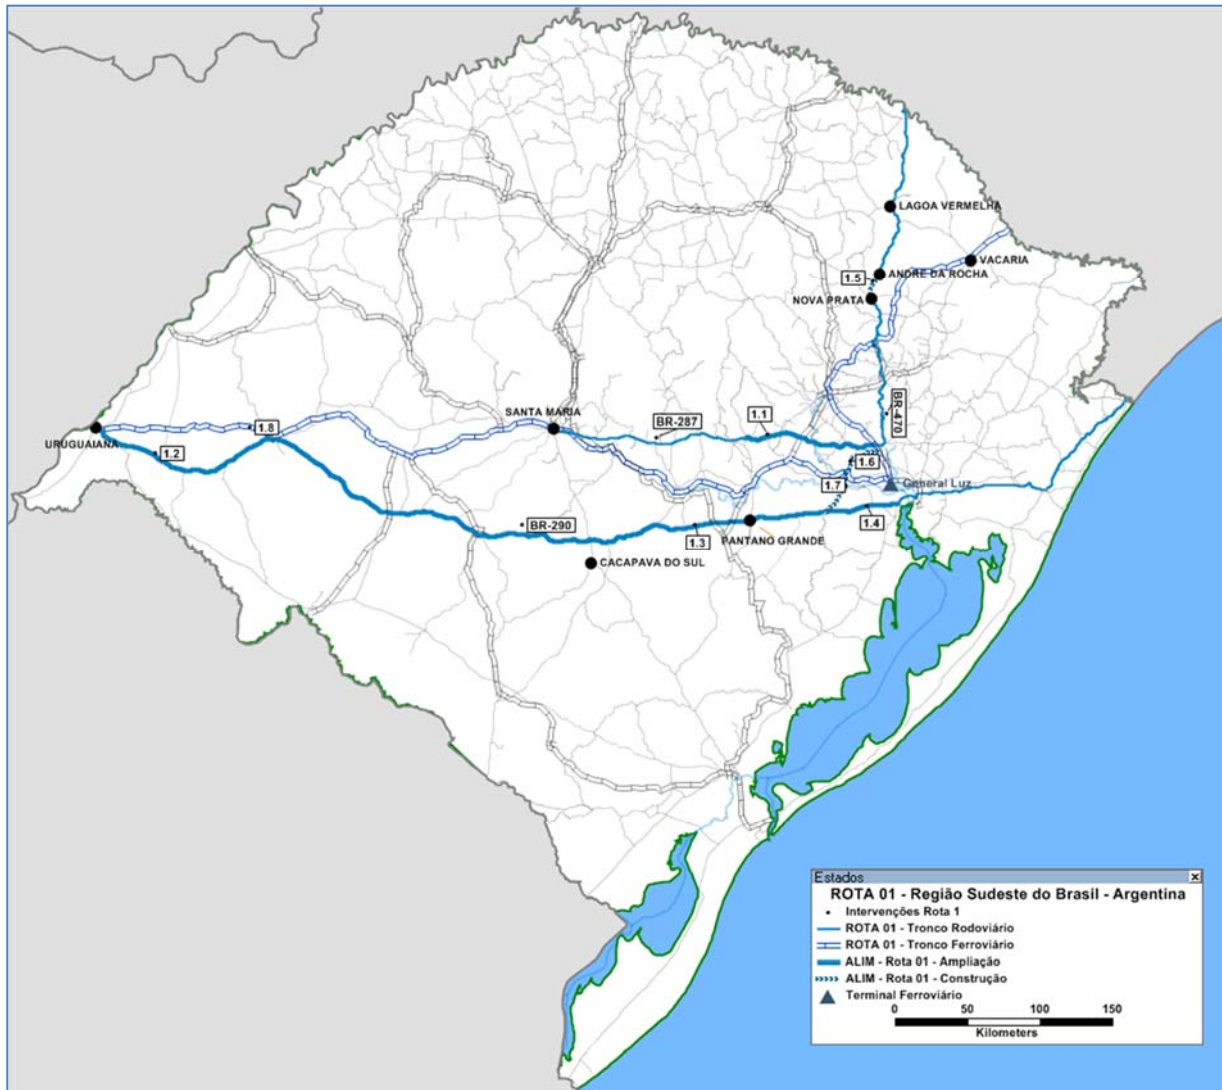 LAGOA VERMELHA
VACARIA
1.5
ANDRE DA ROCHA
NOVA PRATA
BR-470
SANTA MARIA
BR-287
1.1
URUGUAIANA
1.8
1.2
1.6
1.7
General Luz
BR-290
1.3
1.4
PANTANO GRANDE
CACAPAVA DO SUL
Estados
ROTA 01 - Região Sudeste do Brasil - Argentina
Intervenções Rota 1
ROTA 01 - Tronco Rodoviário
ROTA 01 - Tronco Ferroviário
ALIM - Rota 01 - Ampliação
ALIM - Rota 01 - Construção
Terminal Ferroviário
0 50 100 150
Kilometers